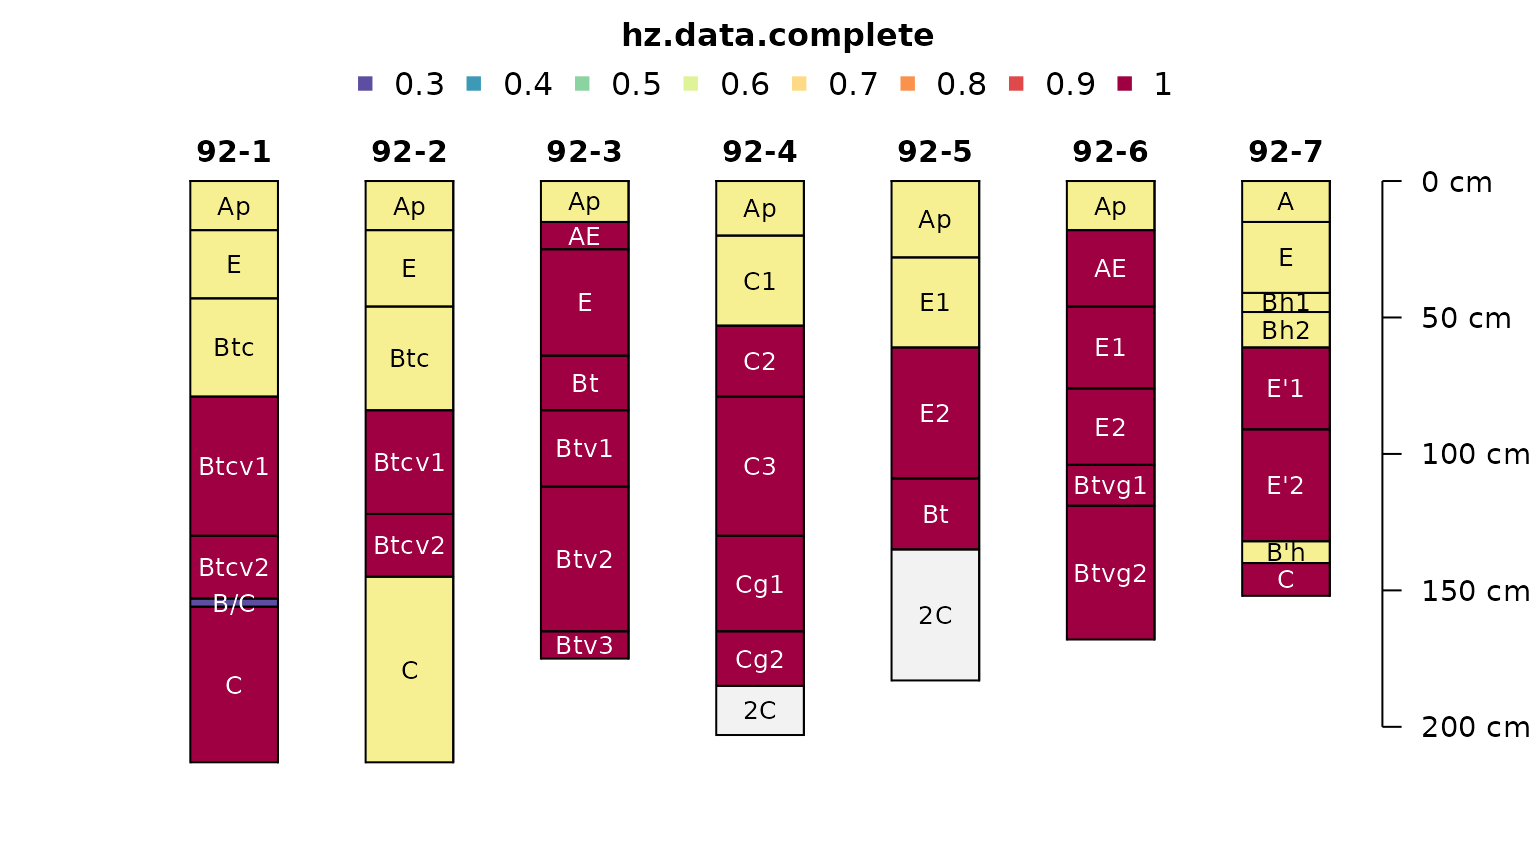 hz.data.complete
0.3 0.4 0.5 0.6 0.7 0.8 0.9 1
92-1 92-2 92-3 92-4 92-5 92-6 92-7
Ap
E
Btc
Btcv1
Btcv2
B/C
C
Ap
E
Btc
Btcv1
Btcv2
C
Ap
AE
E
Bt
Btv1
Btv2
Btv3
Ap
C1
C2
C3
Cg1
Cg2
2C
Ap
E1
E2
Bt
2C
Ap
AE
E1
E2
Btvg1
Btvg2
A
E
Bh1
Bh2
E'1
E'2
B'h
C
0 cm
50 cm
100 cm
150 cm
200 cm